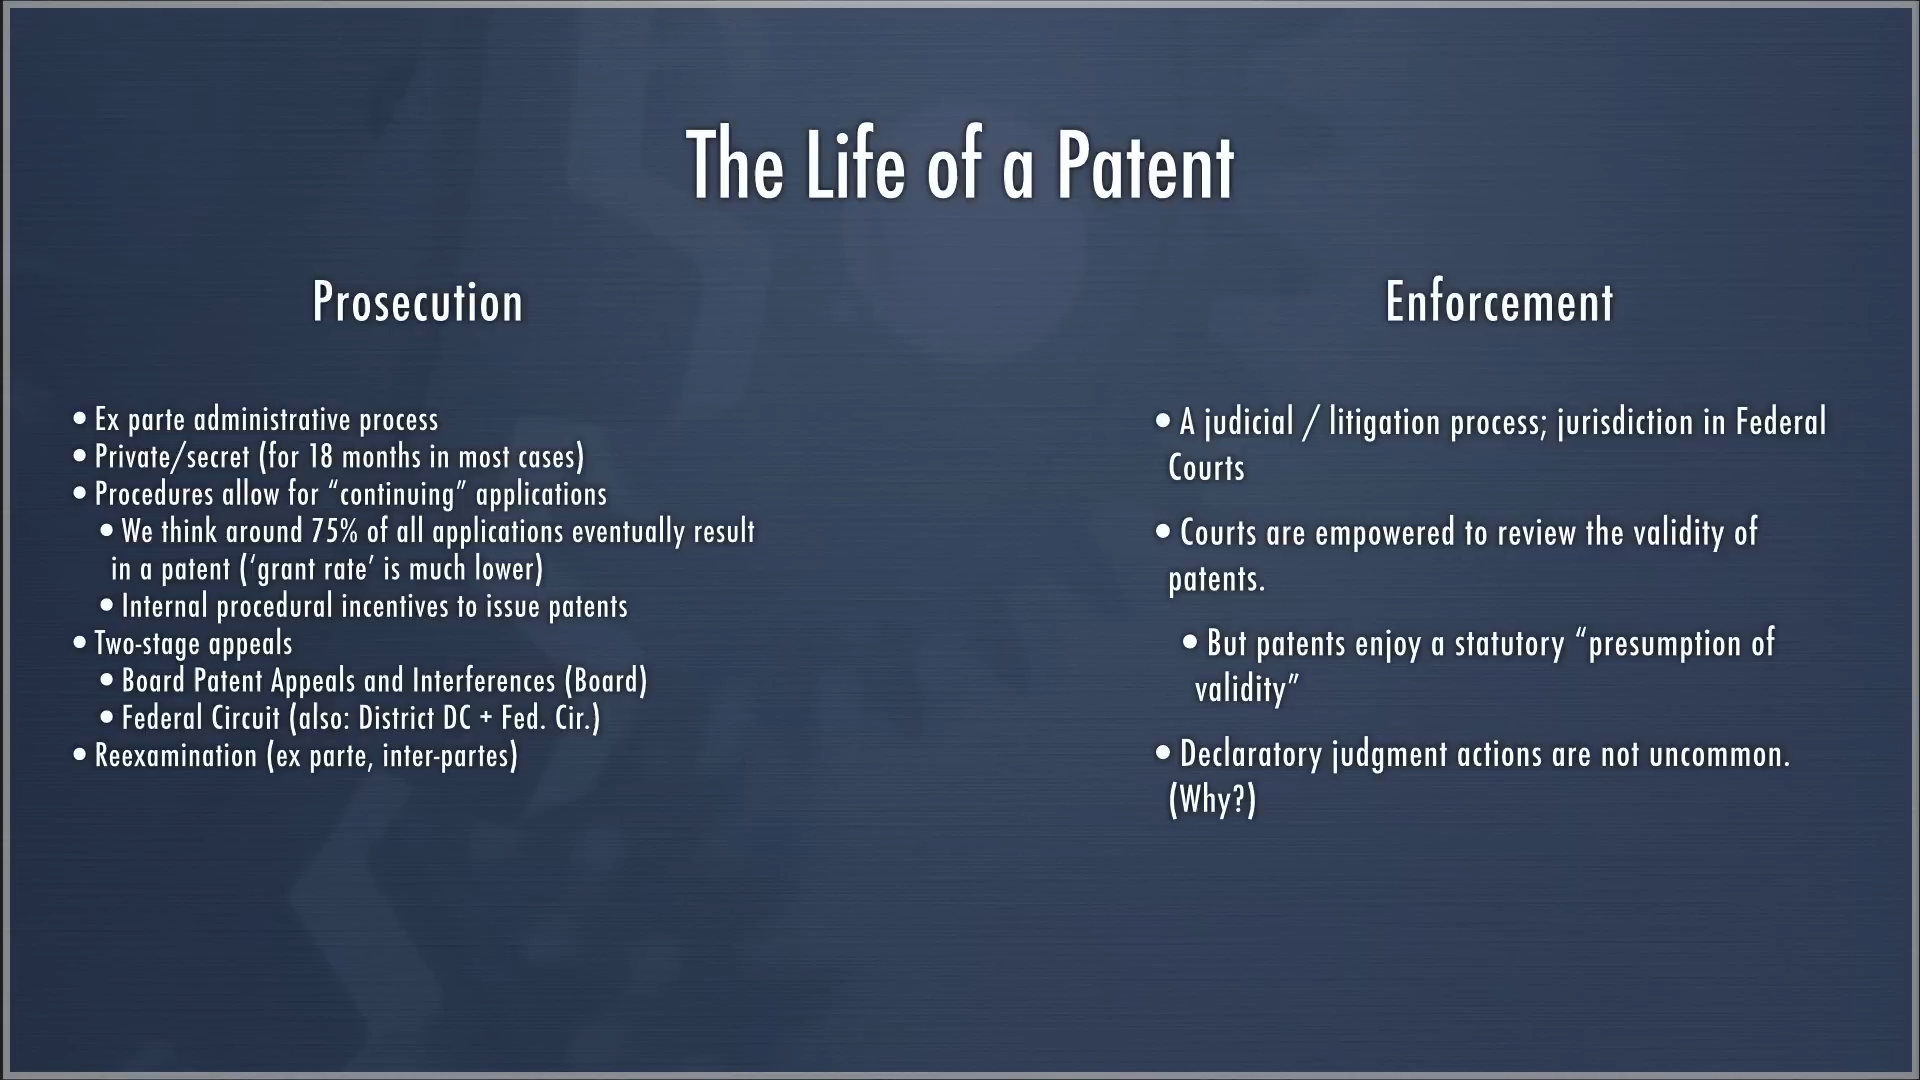 The Life of a Patent
Prosecution
• Ex parte administrative process
• Private/secret (for 18 months in most cases)
• Procedures allow for “continuing” applications
• We think around 75% of all applications eventually result
in a patent (‘grant rate’ is much lower)
• Internal procedural incentives to issue patents
• Two-stage appeals
• Board Patent Appeals and Interferences (Board)
• Federal Circuit (also: District DC + Fed. Cir.)
• Reexamination (ex parte, inter-partes)
Enforcement
• A judicial / litigation process; jurisdiction in Federal
Courts
• Courts are empowered to review the validity of
patents.
• But patents enjoy a statutory “presumption of
validity”
• Declaratory judgment actions are not uncommon.
(Why?)